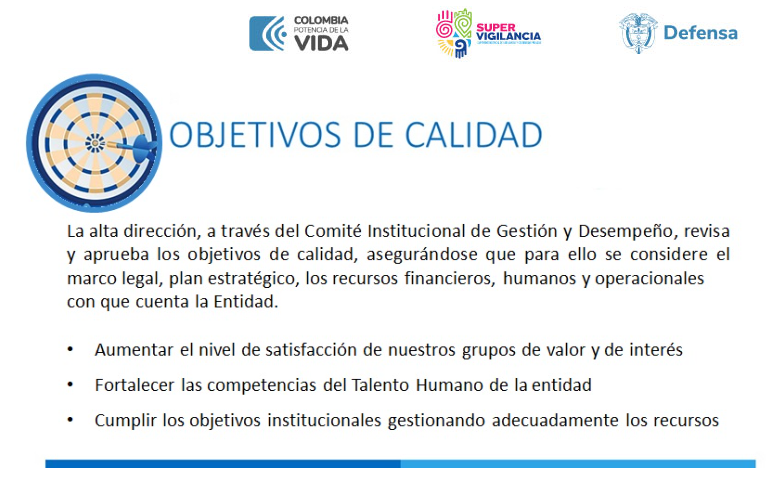 COLOMBIA
POTENCIA DE LA
VIDA
SUPER
VIGILANCIA
Defensa
OBJETIVOS DE CALIDAD
La alta dirección, a través del Comité Institucional de Gestión y Desempeño, revisa
y aprueba los objetivos de calidad, asegurándose que para ello se considere el
marco legal, plan estratégico, los recursos financieros, humanos y operacionales
con que cuenta la Entidad.
• Aumentar el nivel de satisfacción de nuestros grupos de valor y de interés
• Fortalecer las competencias del Talento Humano de la entidad
• Cumplir los objetivos institucionales gestionando adecuadamente los recursos